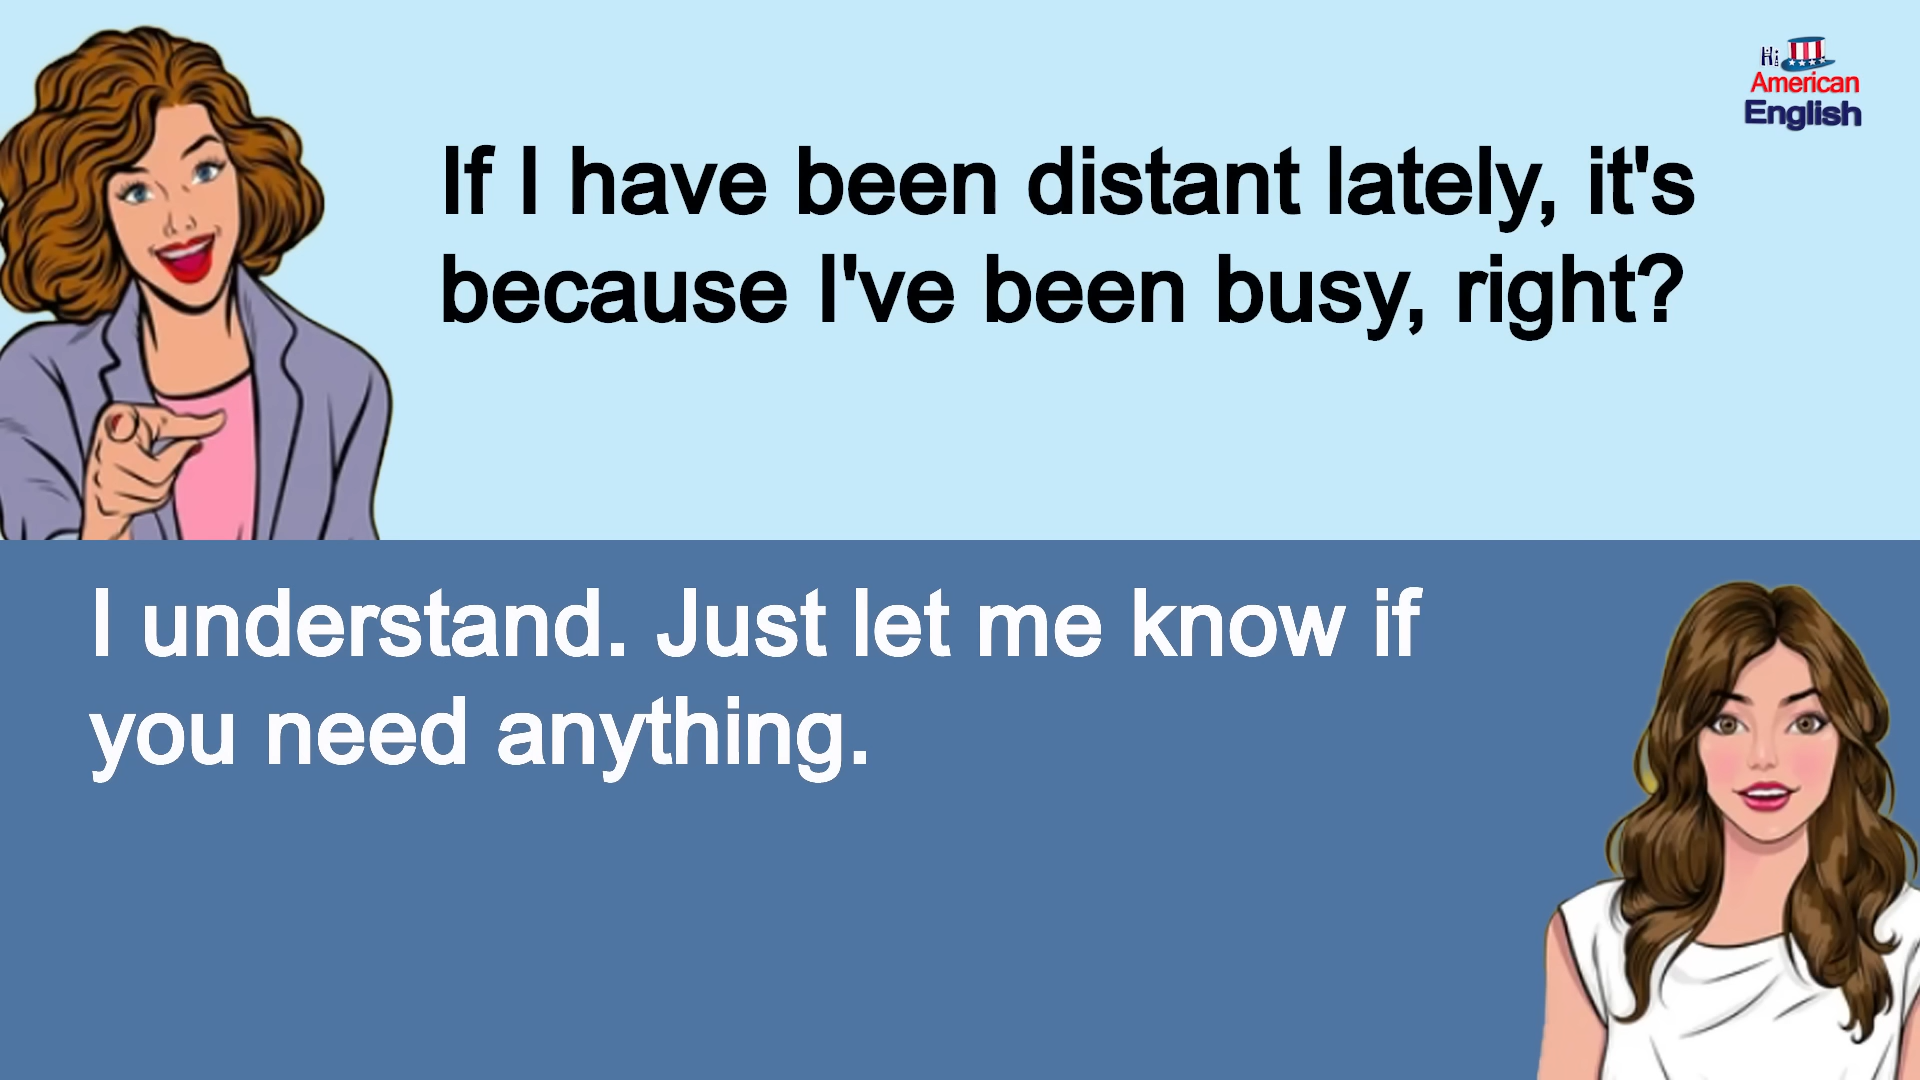 Hi
American
English
If I have been distant lately, it's
because I've been busy, right?
I understand. Just let me know if
you need anything.